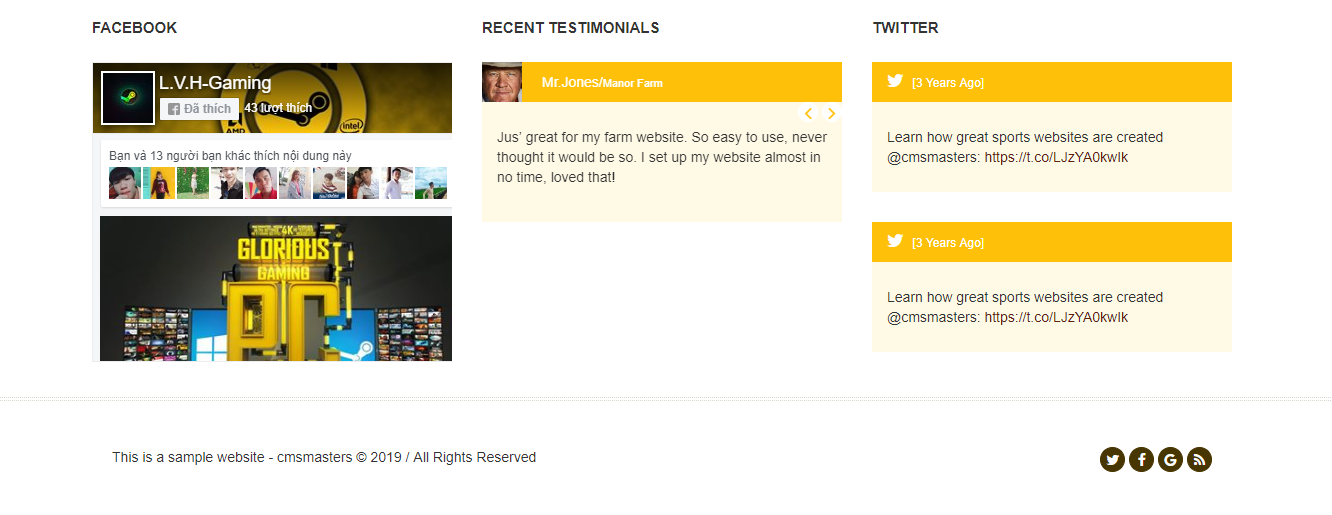 FACEBOOK
L.V.H-Gaming
Đã thích
43 lượt thích
AMD
intel
Bạn và 13 người bạn khác thích nội dung này
4K
GLORIOUS
GAMING
PC
RECENT TESTIMONIALS
Mr.Jones/Manor Farm
Jus’ great for my farm website. So easy to use, never
thought it would be so. I set up my website almost in
no time, loved that!
TWITTER
[3 Years Ago]
Learn how great sports websites are created
@cmsmasters: https://t.co/LJzYA0kwIk
[3 Years Ago]
Learn how great sports websites are created
@cmsmasters: https://t.co/LJzYA0kwIk
This is a sample website - cmsmasters © 2019 / All Rights Reserved